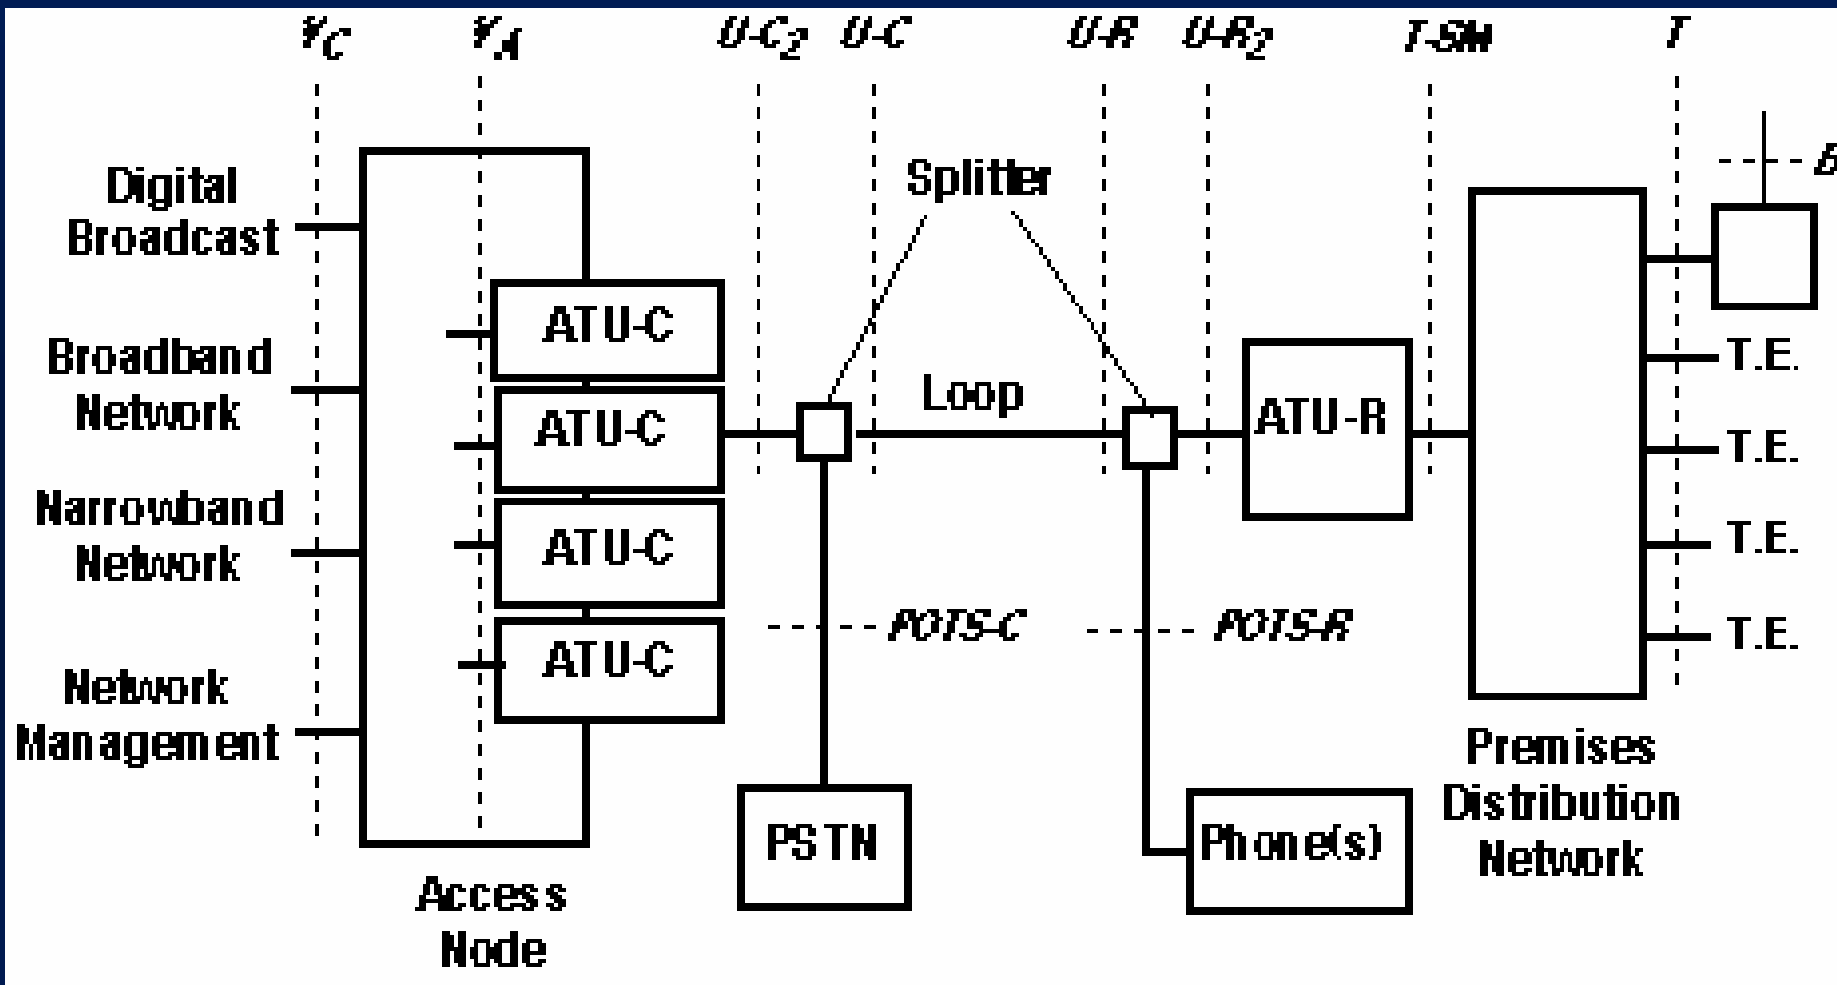 V_C V_A U-C₂ U-C U-R U-R₂ T-SM T
B
Digital
Broadcast
Splitter
ATU-C
Broadband
Network
T.E.
Loop
ATU-C
ATU-R
T.E.
Narrowband
Network
ATU-C
T.E.
POTS-C
POTS-R
T.E.
ATU-C
Network
Management
Premises
Distribution
Network
PSTN
Phone(s)
Access
Node